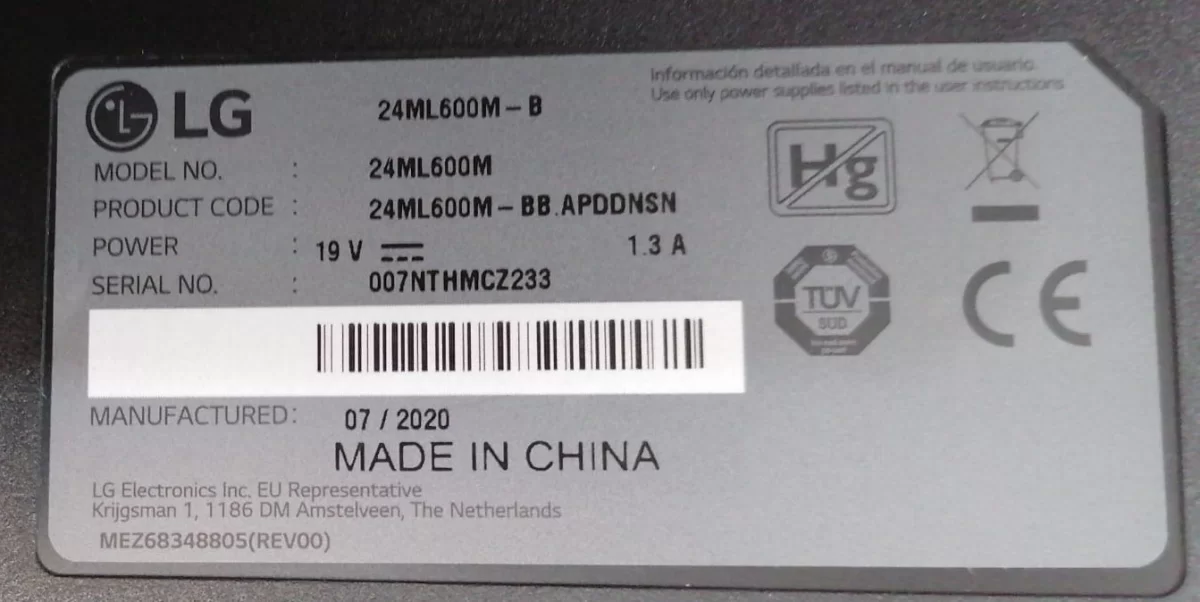 LG
24ML600M-B
Información detallada en el manual de usuario.
Use only power supplies listed in the user instructions
MODEL NO. : 24ML600M
PRODUCT CODE : 24ML600M-BB.APDDNSN
POWER : 19 V 1.3 A
SERIAL NO. : 007NTHMCZ233
Hg
TÜV
SÜD
CE
MANUFACTURED: 07 / 2020
MADE IN CHINA
LG Electronics Inc. EU Representative
Krijgsman 1, 1186 DM Amstelveen, The Netherlands
MEZ68348805(REV00)